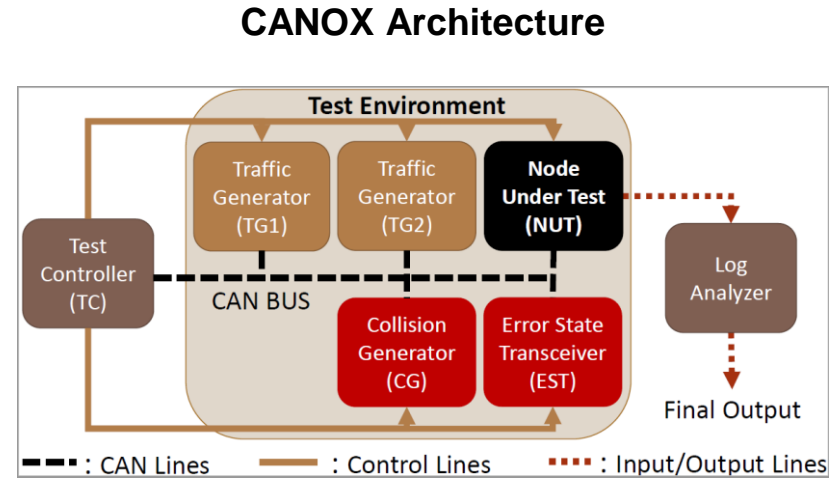 CANOX Architecture
Test Environment
Traffic
Generator
(TG1)
Traffic
Generator
(TG2)
Node
Under Test
(NUT)
Test
Controller
(TC)
Log
Analyzer
CAN BUS
Collision
Generator
(CG)
Error State
Transceiver
(EST)
Final Output
: CAN Lines
: Control Lines
: Input/Output Lines